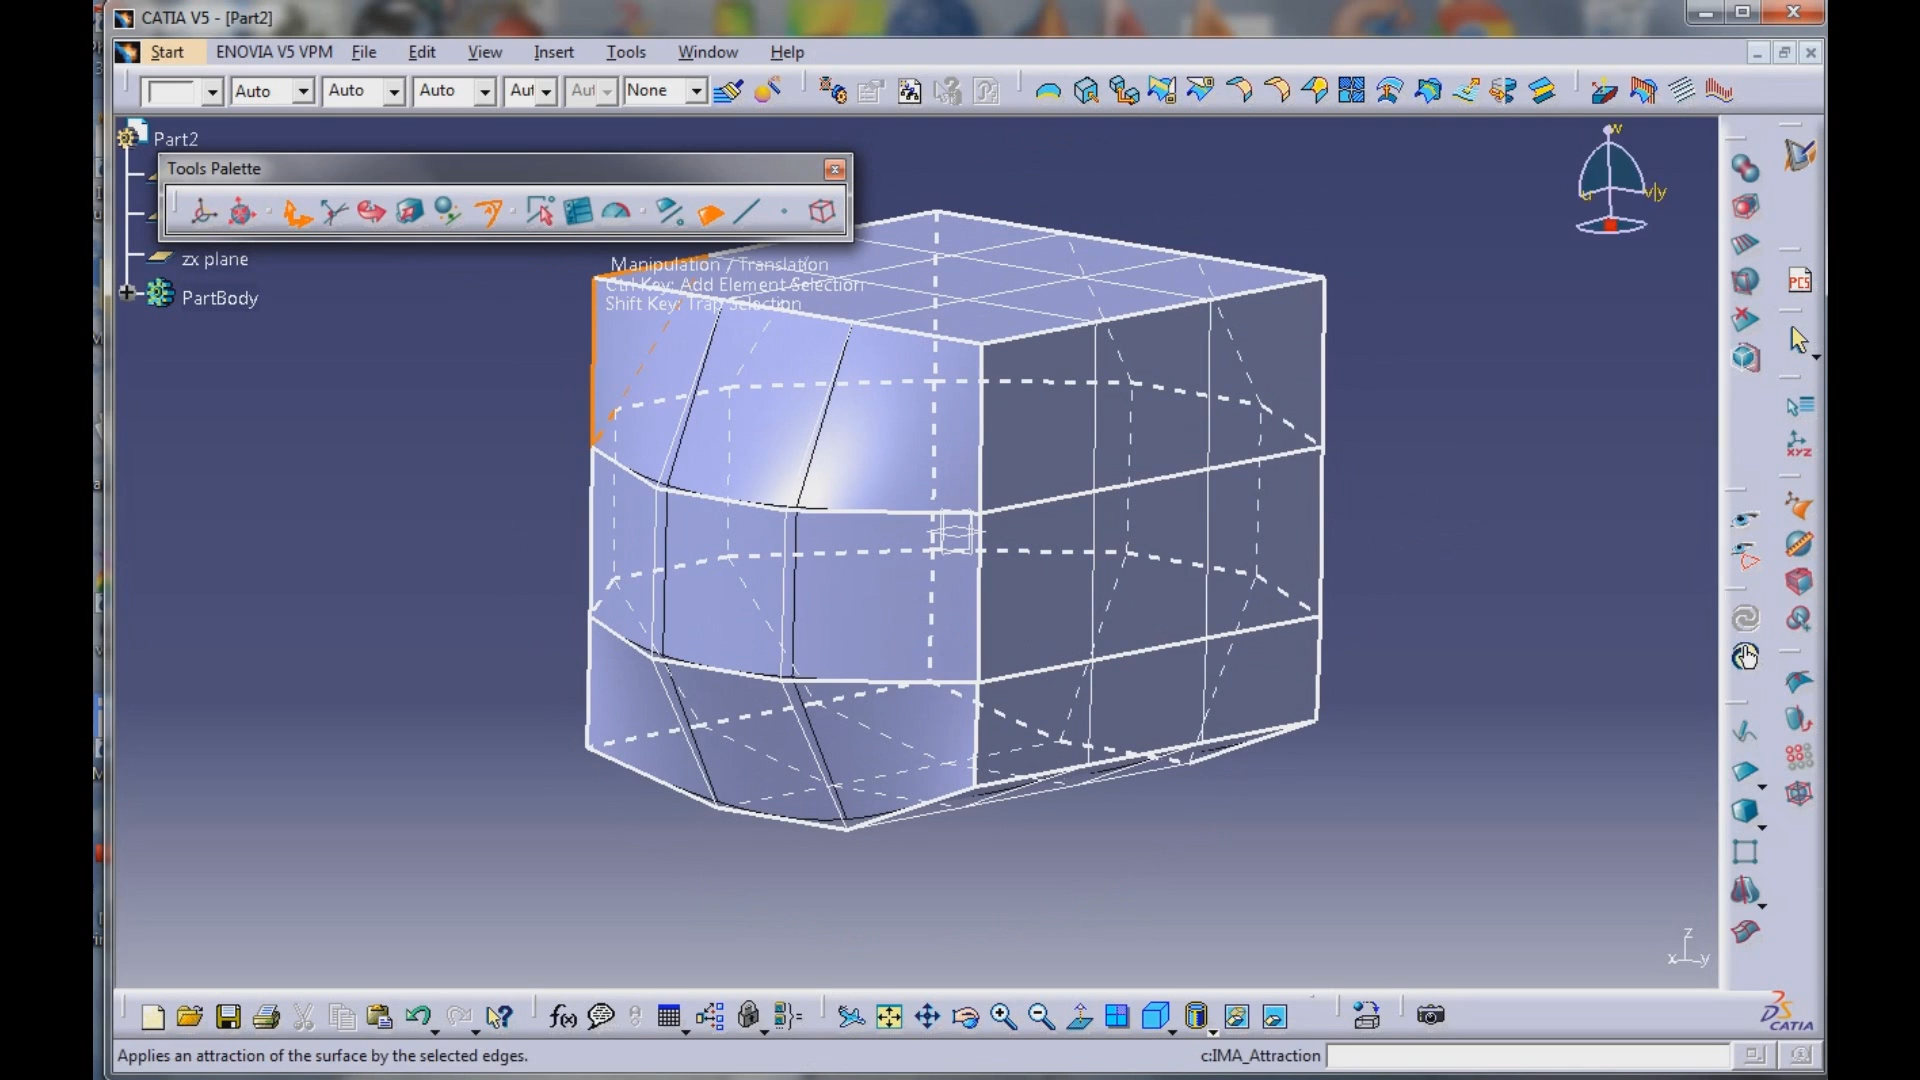 CATIA V5 - [Part2]
Start ENOVIA V5 VPM File Edit View Insert Tools Window Help
Auto Auto Auto Aut Aut None
Part2
Tools Palette
zx plane
PartBody
Manipulation / Translation
Ctrl Key: Add Element Selection
Shift Key: Trap Selection
w
v|y
u
PCS
XYZ
z
x y
f(x)
CATIA
Applies an attraction of the surface by the selected edges.
c:IMA_Attraction